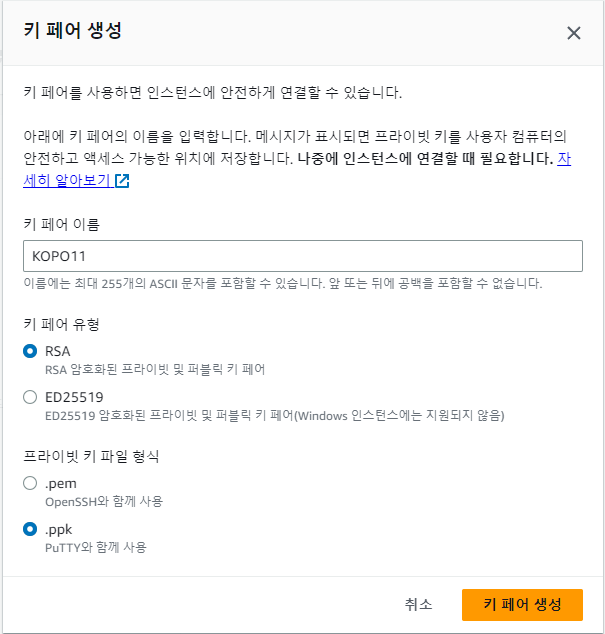 키 페어 생성
키 페어를 사용하면 인스턴스에 안전하게 연결할 수 있습니다.
아래에 키 페어의 이름을 입력합니다. 메시지가 표시되면 프라이빗 키를 사용자 컴퓨터의
안전하고 액세스 가능한 위치에 저장합니다. 나중에 인스턴스에 연결할 때 필요합니다. 자
세히 알아보기
키 페어 이름
KOPO11
이름에는 최대 255개의 ASCII 문자를 포함할 수 있습니다. 앞 또는 뒤에 공백을 포함할 수 없습니다.
키 페어 유형
RSA
RSA 암호화된 프라이빗 및 퍼블릭 키 페어
ED25519
ED25519 암호화된 프라이빗 및 퍼블릭 키 페어(Windows 인스턴스에는 지원되지 않음)
프라이빗 키 파일 형식
.pem
OpenSSH와 함께 사용
.ppk
PuTTY와 함께 사용
취소
키 페어 생성